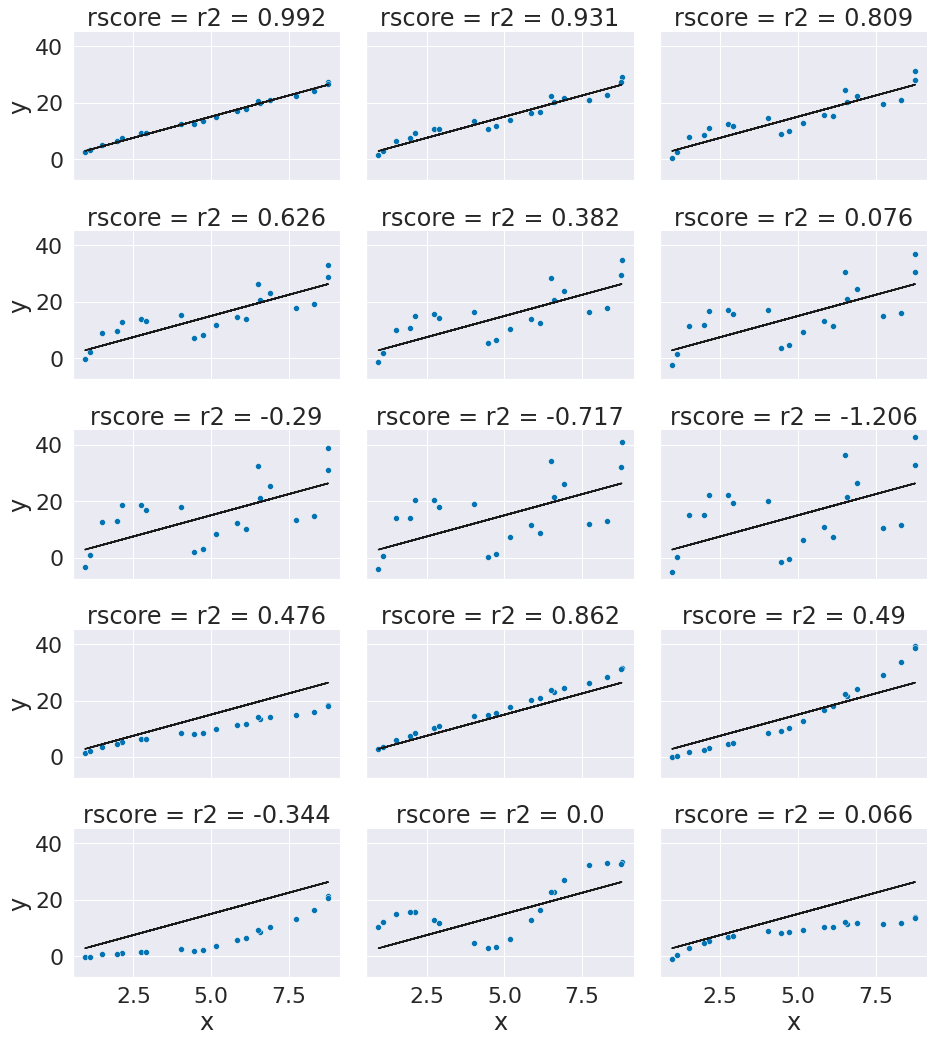 rscore = r2 = 0.992 rscore = r2 = 0.931 rscore = r2 = 0.809
40
y 20
0
rscore = r2 = 0.626 rscore = r2 = 0.382 rscore = r2 = 0.076
40
y 20
0
rscore = r2 = -0.29 rscore = r2 = -0.717 rscore = r2 = -1.206
40
y 20
0
rscore = r2 = 0.476 rscore = r2 = 0.862 rscore = r2 = 0.49
40
y 20
0
rscore = r2 = -0.344 rscore = r2 = 0.0 rscore = r2 = 0.066
40
y 20
0
2.5 5.0 7.5 2.5 5.0 7.5 2.5 5.0 7.5
x x x